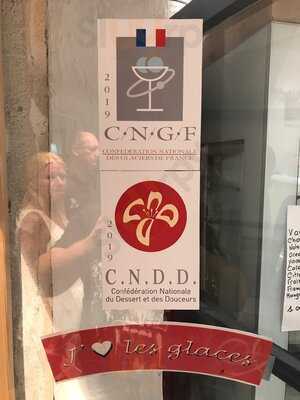 2019
C·N·G·F
CONFÉDÉRATION NATIONALE
DES GLACIERS DE FRANCE
2019
C.N.D.D.
Confédération Nationale
du Dessert et des Douceurs
J'❤ les glaces